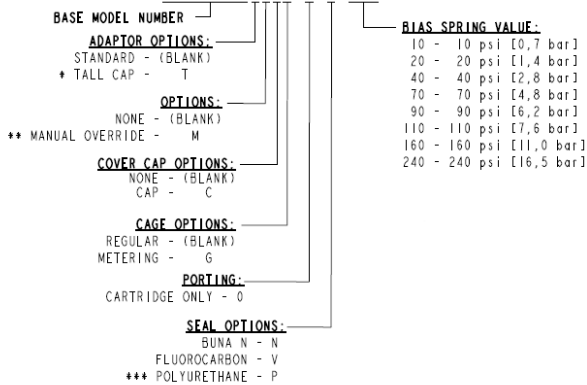 BASE MODEL NUMBER
ADAPTOR OPTIONS:
STANDARD - (BLANK)
* TALL CAP - T
OPTIONS:
NONE - (BLANK)
** MANUAL OVERRIDE - M
COVER CAP OPTIONS:
NONE - (BLANK)
CAP - C
CAGE OPTIONS:
REGULAR - (BLANK)
METERING - G
PORTING:
CARTRIDGE ONLY - 0
SEAL OPTIONS:
BUNA N - N
FLUOROCARBON - V
*** POLYURETHANE - P
BIAS SPRING VALUE:
10 - 10 psi [0,7 bar]
20 - 20 psi [1,4 bar]
40 - 40 psi [2,8 bar]
70 - 70 psi [4,8 bar]
90 - 90 psi [6,2 bar]
110 - 110 psi [7,6 bar]
160 - 160 psi [11,0 bar]
240 - 240 psi [16,5 bar]